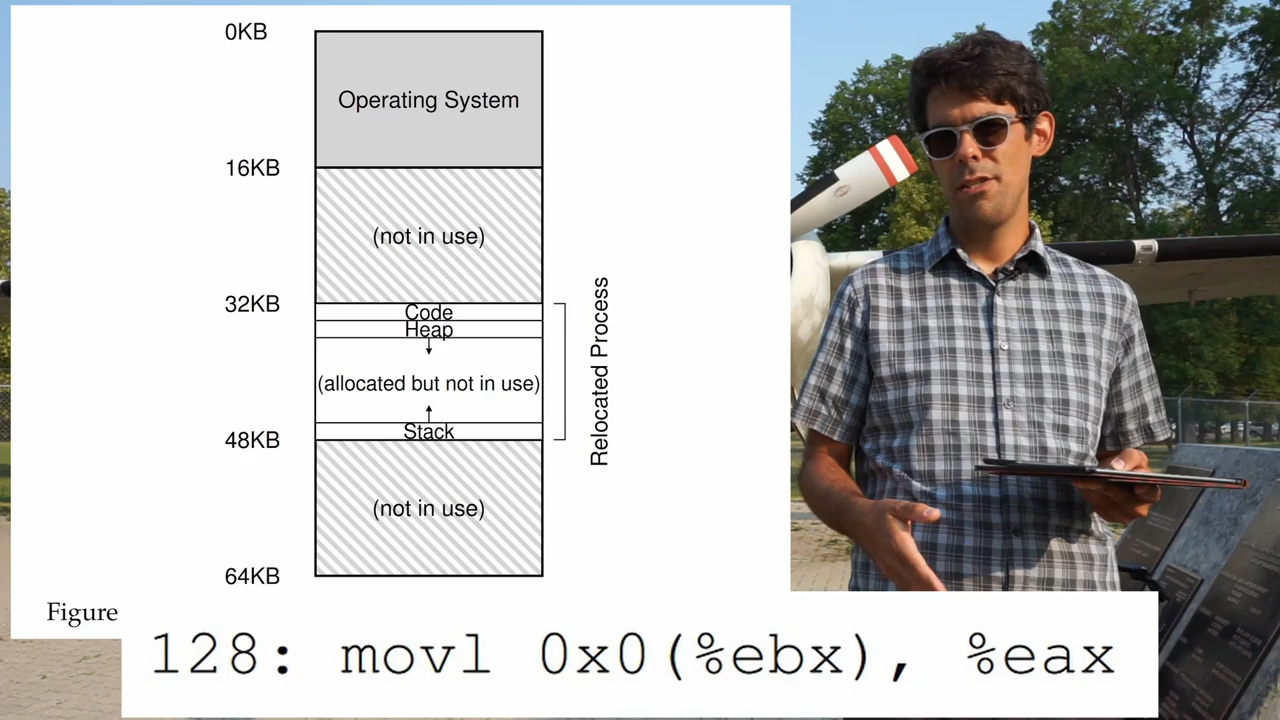 0KB
Operating System
16KB
(not in use)
32KB
Code
Heap
(allocated but not in use)
Stack
48KB
(not in use)
64KB
Relocated Process
Figure
128: movl 0x0(%ebx), %eax